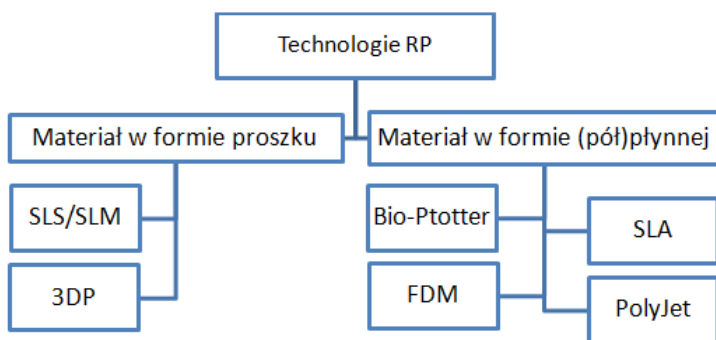 Technologie RP
Materiał w formie proszku
Materiał w formie (pół)płynnej
SLS/SLM
3DP
Bio-Ptotter
SLA
FDM
PolyJet